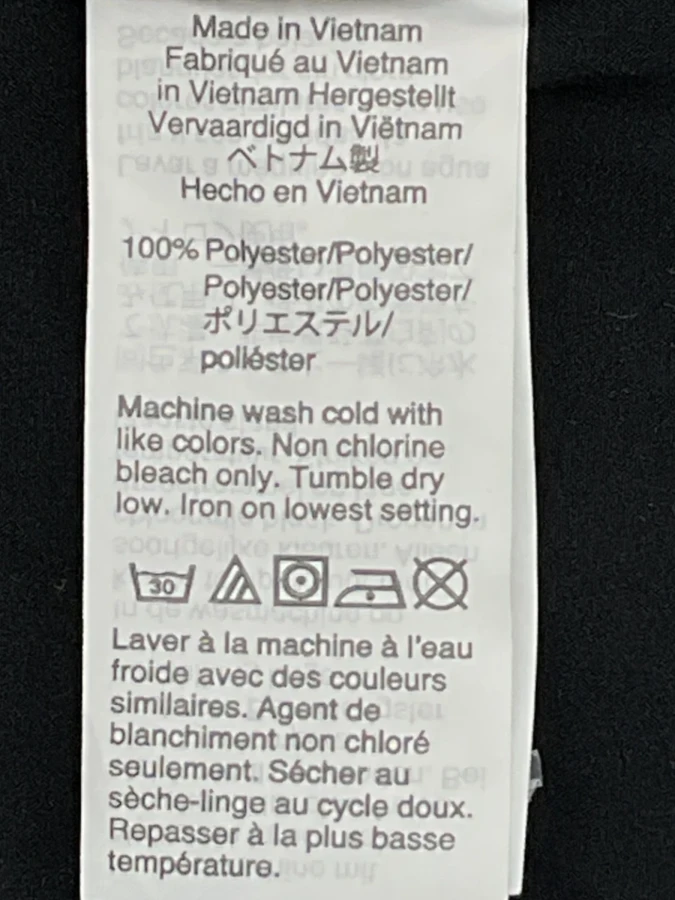 Made in Vietnam
Fabriqué au Vietnam
in Vietnam Hergestellt
Vervaardigd in Viëtnam
ベトナム製
Hecho en Vietnam
100% Polyester/Polyester/
Polyester/Polyester/
ポリエステル/
poliéster
Machine wash cold with
like colors. Non chlorine
bleach only. Tumble dry
low. Iron on lowest setting.
30
Laver à la machine à l'eau
froide avec des couleurs
similaires. Agent de
blanchiment non chloré
seulement. Sécher au
sèche-linge au cycle doux.
Repasser à la plus basse
température.